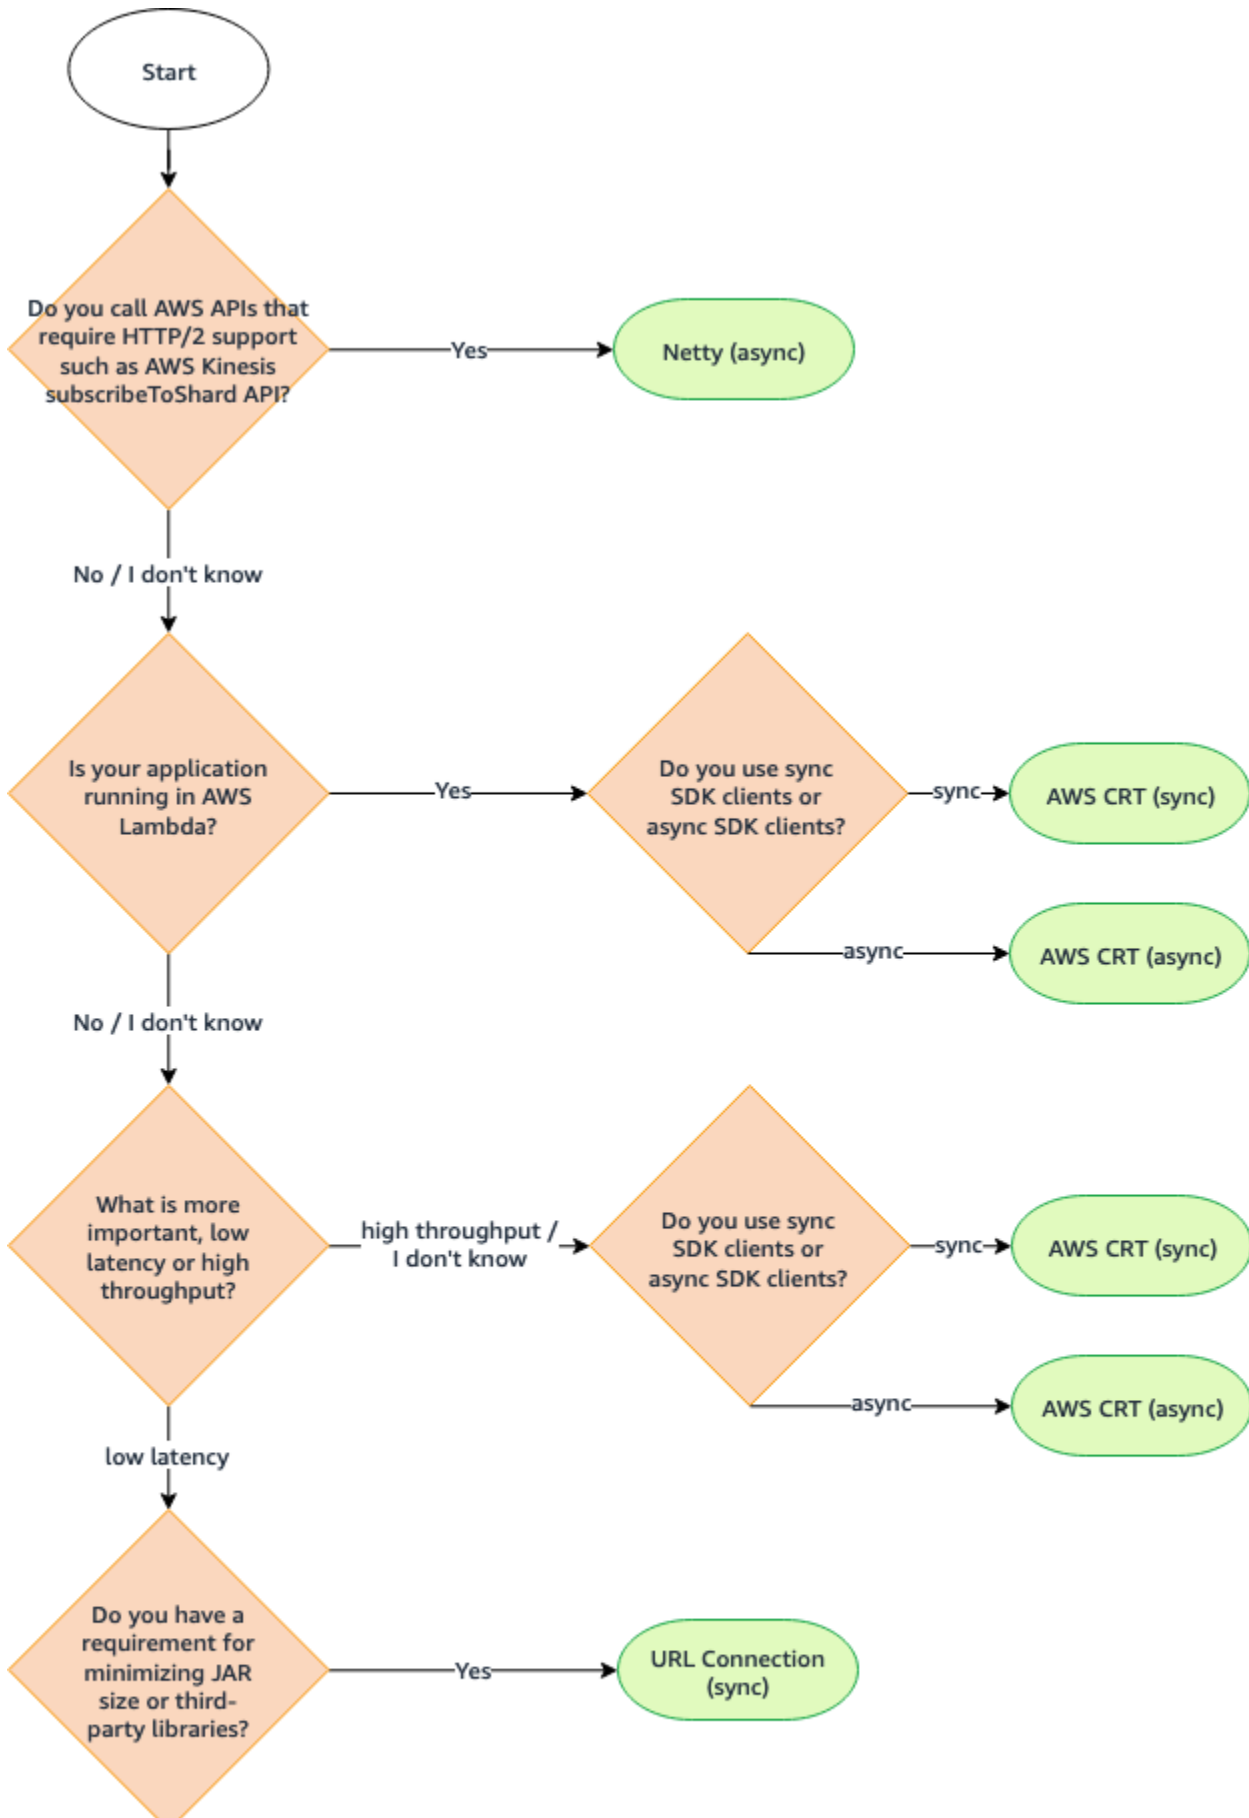 Start
Do you call AWS APIs that
require HTTP/2 support
such as AWS Kinesis
subscribeToShard API?
Yes
Netty (async)
No / I don't know
Is your application
running in AWS
Lambda?
Yes
Do you use sync
SDK clients or
async SDK clients?
sync
AWS CRT (sync)
async
AWS CRT (async)
No / I don't know
What is more
important, low
latency or high
throughput?
high throughput /
I don't know
Do you use sync
SDK clients or
async SDK clients?
sync
AWS CRT (sync)
async
AWS CRT (async)
low latency
Do you have a
requirement for
minimizing JAR
size or third-
party libraries?
Yes
URL Connection
(sync)